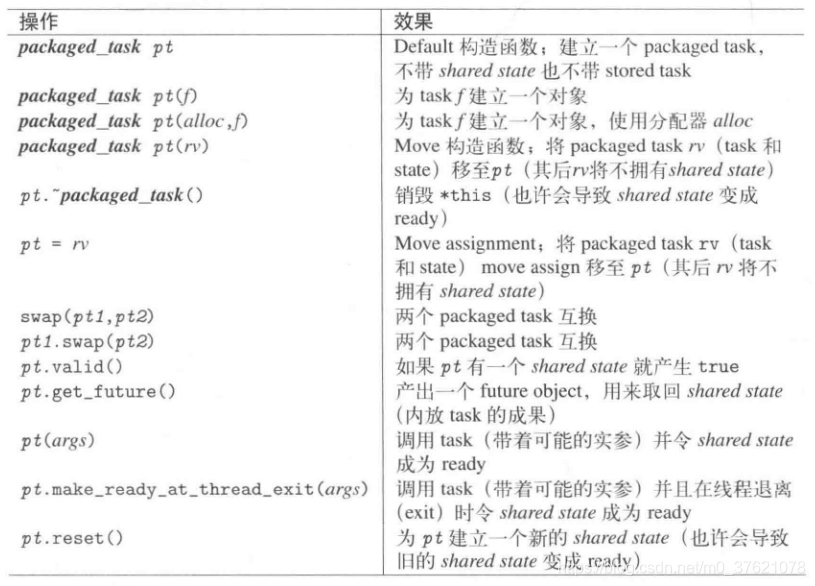 操作 效果
packaged_task pt Default 构造函数；建立一个 packaged task，
不带 shared state 也不带 stored task
packaged_task pt(f) 为 task f 建立一个对象
packaged_task pt(alloc,f) 为 task f 建立一个对象，使用分配器 alloc
packaged_task pt(rv) Move 构造函数；将 packaged task rv（task 和
state）移至pt（其后rv将不拥有shared state）
pt.~packaged_task() 销毁 *this（也许会导致 shared state 变成
ready）
pt = rv Move assignment；将 packaged task rv（task
和 state） move assign 移至 pt（其后 rv 将不
拥有 shared state）
swap(pt1,pt2) 两个 packaged task 互换
pt1.swap(pt2) 两个 packaged task 互换
pt.valid() 如果 pt 有一个 shared state 就产生 true
pt.get_future() 产出一个 future object，用来取回 shared state
（内放 task 的成果）
pt(args) 调用 task（带着可能的实参）并令 shared state
成为 ready
pt.make_ready_at_thread_exit(args) 调用 task（带着可能的实参）并且在线程退离
（exit）时令 shared state 成为 ready
pt.reset() 为 pt 建立一个新的 shared state（也许会导致
旧的 shared state 变成 ready）
https://blog.csdn.net/m0_37621078